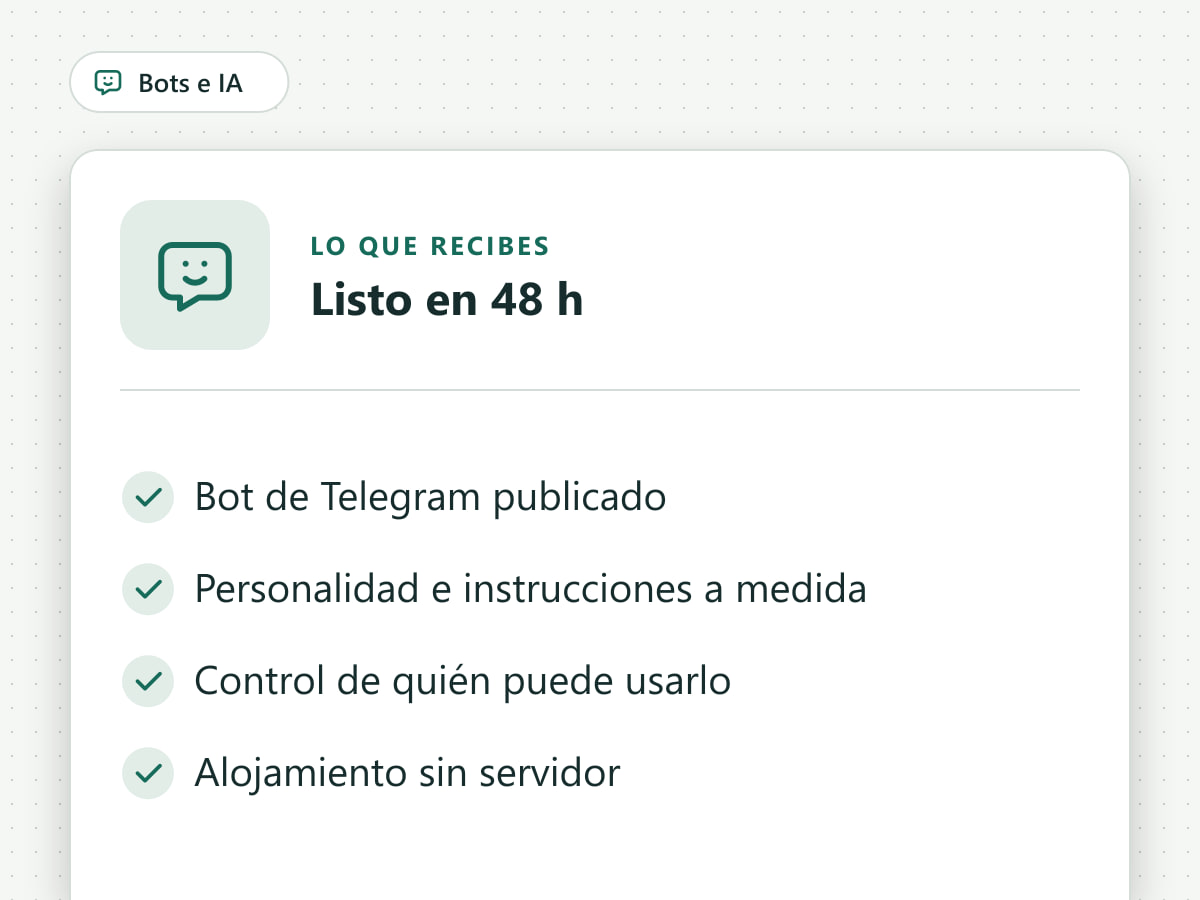 Bots e IA
LO QUE RECIBES
Listo en 48 h
Bot de Telegram publicado
Personalidad e instrucciones a medida
Control de quién puede usarlo
Alojamiento sin servidor